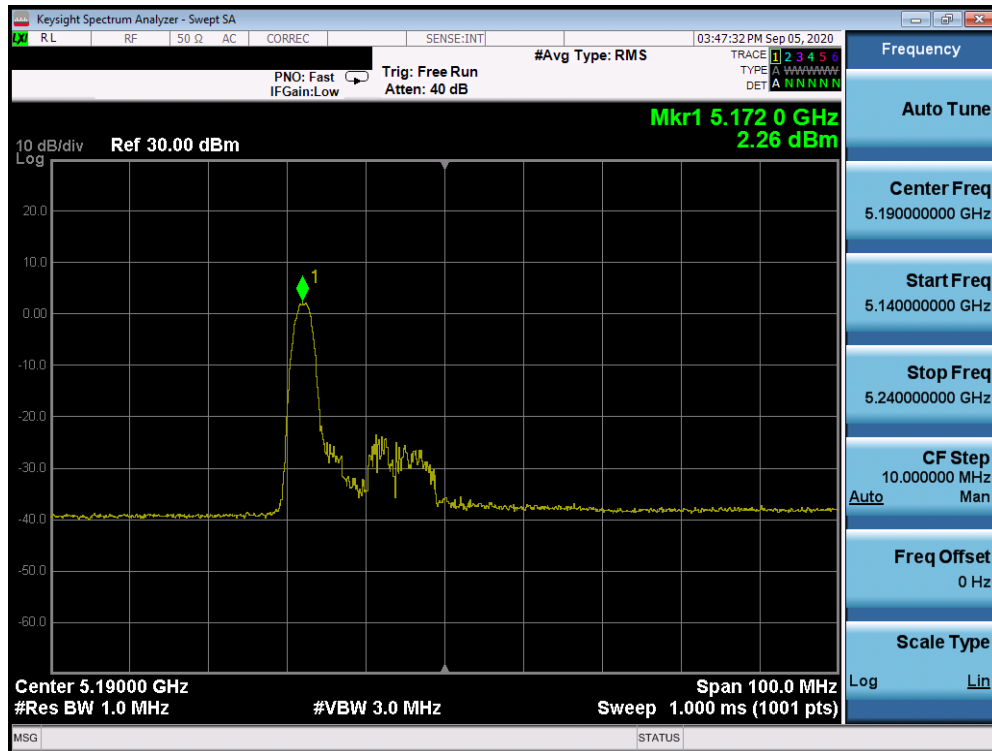 Keysight Spectrum Analyzer - Swept SA
LXI RL RF 50 Ω AC CORREC SENSE:INT 03:47:32 PM Sep 05, 2020
#Avg Type: RMS
TRACE 1 2 3 4 5 6
TYPE A W W W W W
DET A N N N N N
PNO: Fast
IFGain:Low
Trig: Free Run
Atten: 40 dB
Mkr1 5.172 0 GHz
2.26 dBm
10 dB/div Ref 30.00 dBm
Log
20.0
10.0
0.00
-10.0
-20.0
-30.0
-40.0
-50.0
-60.0
1
Center 5.19000 GHz Span 100.0 MHz
#Res BW 1.0 MHz #VBW 3.0 MHz Sweep 1.000 ms (1001 pts)
MSG STATUS
Frequency
Auto Tune
Center Freq
5.190000000 GHz
Start Freq
5.140000000 GHz
Stop Freq
5.240000000 GHz
CF Step
10.000000 MHz
Auto Man
Freq Offset
0 Hz
Scale Type
Log Lin